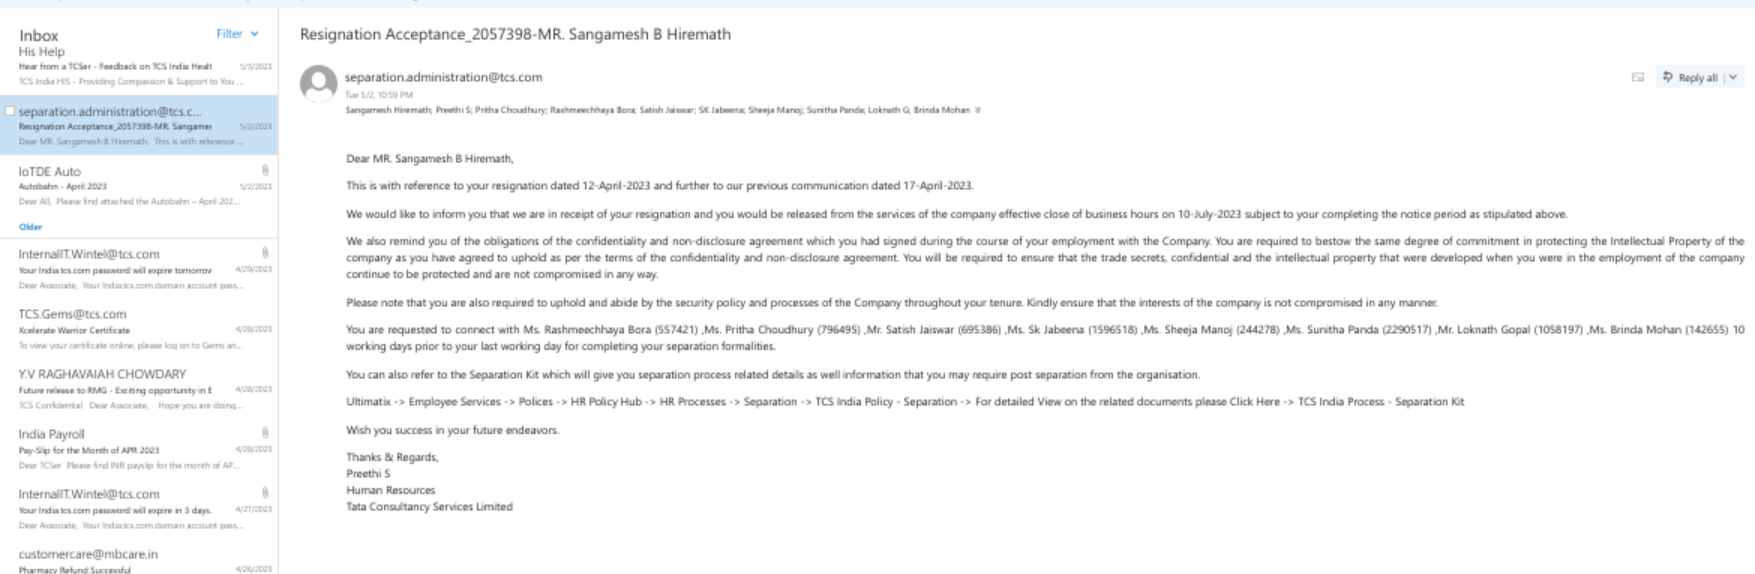 Inbox
Filter
His Help
Hear from a TCSer - Feedback on TCS India Healt 5/3/2023
TCS India HIS - Providing Compassion & Support to You ...
separation.administration@tcs.c...
Resignation Acceptance_2057398-MR. Sangamesh 5/2/2023
Dear MR. Sangamesh B Hiremath, This is with reference ...
IoTDE Auto
Autobahn - April 2023 5/2/2023
Dear All, Please find attached the Autobahn – April 202...
Older
InternalIT.Wintel@tcs.com
Your India.tcs.com password will expire tomorrow 4/29/2023
Dear Associate, Your India.tcs.com domain account pass...
TCS.Gems@tcs.com
Xcelerate Warrior Certificate 4/28/2023
To view your certificate online, please log on to Gems an...
Y.V RAGHAVAIAH CHOWDARY
Future release to RMG - Exciting opportunity in E 4/28/2023
TCS Confidential Dear Associate, Hope you are doing...
India Payroll
Pay-Slip for the Month of APR 2023 4/28/2023
Dear TCSer Please find INR payslip for the month of AP...
InternalIT.Wintel@tcs.com
Your India.tcs.com password will expire in 3 days. 4/27/2023
Dear Associate, Your India.tcs.com domain account pass...
customercare@mbcare.in
Pharmacy Refund Successful 4/26/2023
Resignation Acceptance_2057398-MR. Sangamesh B Hiremath
separation.administration@tcs.com
Reply all
Tue 5/2, 10:59 PM
Sangamesh Hiremath; Preethi S; Pritha Choudhury; Rashmeechhaya Bora; Satish Jaiswar; SK Jabeena; Sheeja Manoj; Sunitha Panda; Loknath G; Brinda Mohan
Dear MR. Sangamesh B Hiremath,
This is with reference to your resignation dated 12-April-2023 and further to our previous communication dated 17-April-2023.
We would like to inform you that we are in receipt of your resignation and you would be released from the services of the company effective close of business hours on 10-July-2023 subject to your completing the notice period as stipulated above.
We also remind you of the obligations of the confidentiality and non-disclosure agreement which you had signed during the course of your employment with the Company. You are required to bestow the same degree of commitment in protecting the Intellectual Property of the
company as you have agreed to uphold as per the terms of the confidentiality and non-disclosure agreement. You will be required to ensure that the trade secrets, confidential and the intellectual property that were developed when you were in the employment of the company
continue to be protected and are not compromised in any way.
Please note that you are also required to uphold and abide by the security policy and processes of the Company throughout your tenure. Kindly ensure that the interests of the company is not compromised in any manner.
You are requested to connect with Ms. Rashmeechhaya Bora (557421) ,Ms. Pritha Choudhury (796495) ,Mr. Satish Jaiswar (695386) ,Ms. Sk Jabeena (1596518) ,Ms. Sheeja Manoj (244278) ,Ms. Sunitha Panda (2290517) ,Mr. Loknath Gopal (1058197) ,Ms. Brinda Mohan (142655) 10
working days prior to your last working day for completing your separation formalities.
You can also refer to the Separation Kit which will give you separation process related details as well information that you may require post separation from the organisation.
Ultimatix -> Employee Services -> Polices -> HR Policy Hub -> HR Processes -> Separation -> TCS India Policy - Separation -> For detailed View on the related documents please Click Here -> TCS India Process - Separation Kit
Wish you success in your future endeavors.
Thanks & Regards,
Preethi S
Human Resources
Tata Consultancy Services Limited